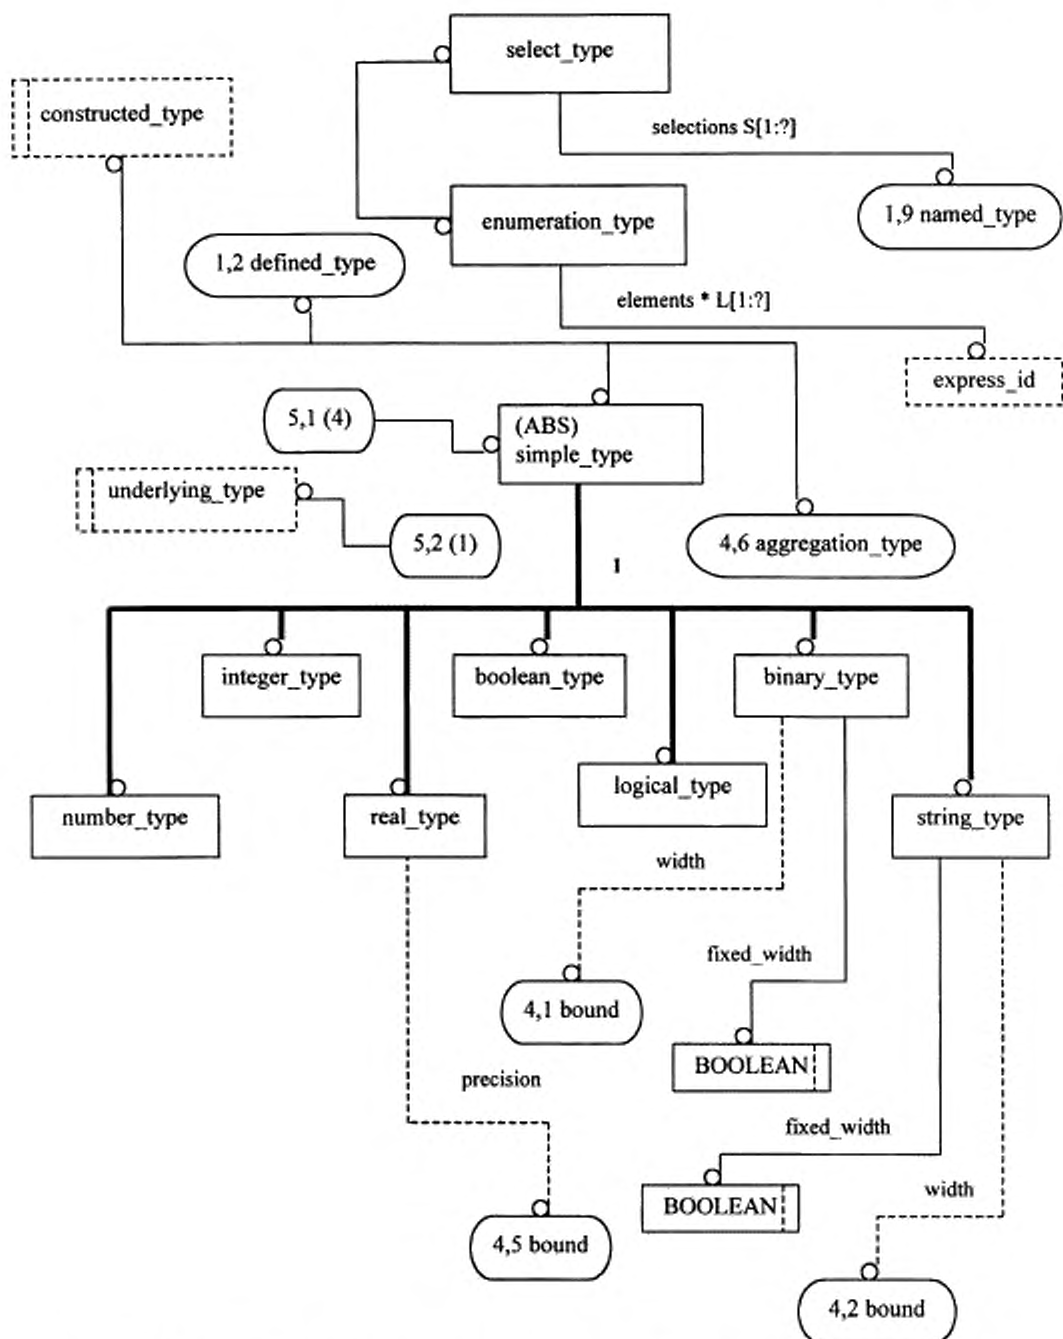 select_type
constructed_type
selections S[1:?]
1,9 named_type
enumeration_type
1,2 defined_type
elements * L[1:?]
express_id
5,1 (4)
(ABS)
simple_type
underlying_type
5,2 (1)
4,6 aggregation_type
1
integer_type
boolean_type
binary_type
number_type
real_type
logical_type
string_type
width
fixed_width
4,1 bound
BOOLEAN
precision
fixed_width
width
BOOLEAN
4,5 bound
4,2 bound